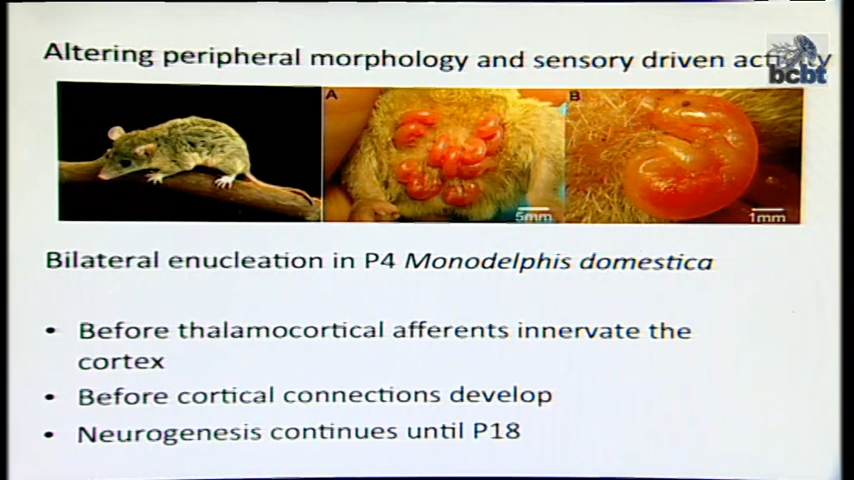 Altering peripheral morphology and sensory driven activity
bcbt
A
B
5mm
1mm
Bilateral enucleation in P4 Monodelphis domestica
• Before thalamocortical afferents innervate the
cortex
• Before cortical connections develop
• Neurogenesis continues until P18